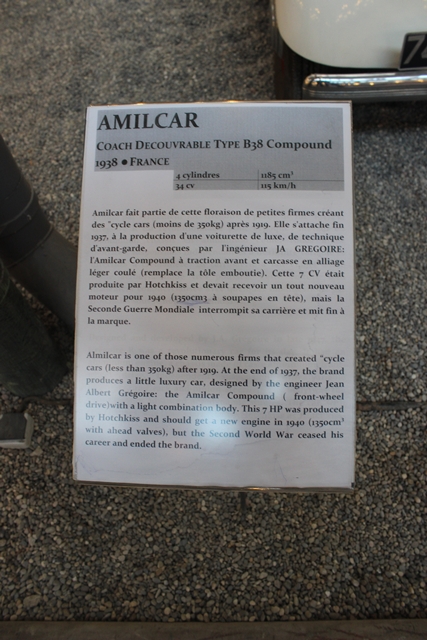 AMILCAR
COACH DECOUVRABLE TYPE B38 Compound
1938 • FRANCE
4 cylindres 1185 cm³
34 cv 115 km/h
Amilcar fait partie de cette floraison de petites firmes créant
des "cycle cars (moins de 350kg) après 1919. Elle s'attache fin
1937, à la production d'une voiturette de luxe, de technique
d'avant-garde, conçues par l'ingénieur JA GREGOIRE:
l'Amilcar Compound à traction avant et carcasse en alliage
léger coulé (remplace la tôle emboutie). Cette 7 CV était
produite par Hotchkiss et devait recevoir un tout nouveau
moteur pour 1940 (1350cm3 à soupapes en tête), mais la
Seconde Guerre Mondiale interrompit sa carrière et mit fin à
la marque.
Almilcar is one of those numerous firms that created "cycle
cars (less than 350kg) after 1919. At the end of 1937, the brand
produces a little luxury car, designed by the engineer Jean
Albert Grégoire: the Amilcar Compound ( front-wheel
drive)with a light combination body. This 7 HP was produced
by Hotchkiss and should get a new engine in 1940 (1350cm³
with ahead valves), but the Second World War ceased his
career and ended the brand.